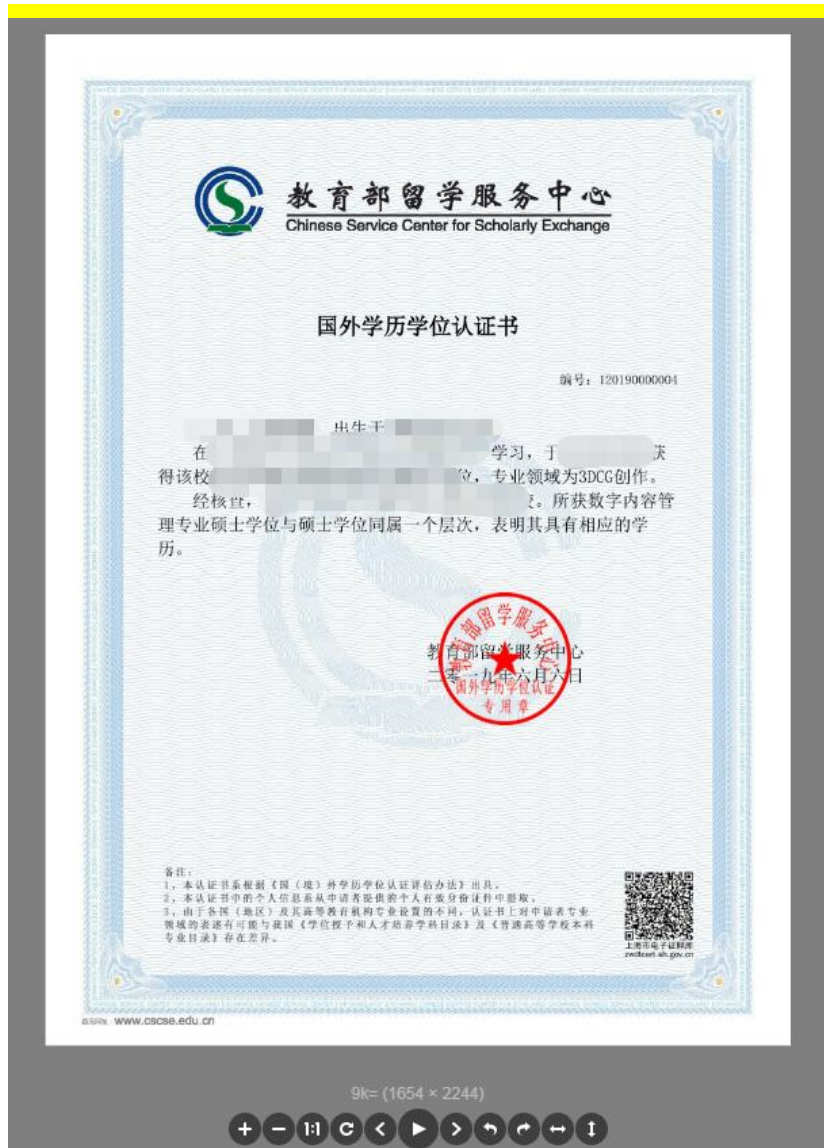 教育部留学服务中心
Chinese Service Center for Scholarly Exchange
国外学历学位认证书
编号：120190000004
出生于
在 学习，于 获
得该校 位，专业领域为3DCG创作。
经核查， 。所获数字内容管
理专业硕士学位与硕士学位同属一个层次，表明其具有相应的学
历。
教育部留学服务中心
二零一九年六月六日
教育部留学服务中心
国外学历学位认证
专用章
备注：
1、本认证书系根据《国（境）外学历学位认证评估办法》出具。
2、本认证书中的个人信息系从申请者提供的个人有效身份证件中提取。
3、由于各国（地区）及其高等教育机构专业设置的不同，认证书上对申请者专业
领域的表述有可能与我国《学位授予和人才培养学科目录》及《普通高等学校本科
专业目录》存在差异。
上海市电子证照库
zwdtcert.sh.gov.cn
www.cscse.edu.cn
9k= (1654 × 2244)
1:1